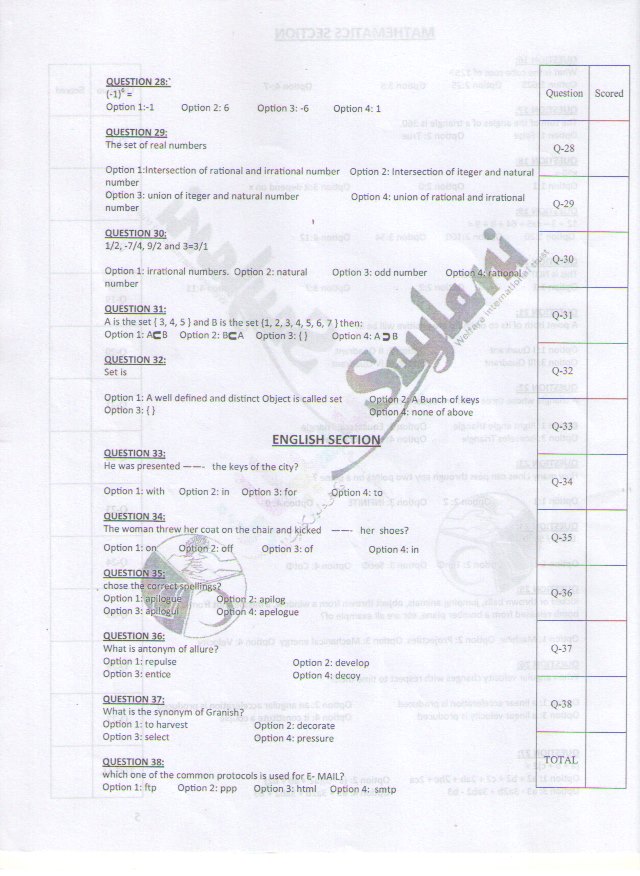 QUESTION 28:`
(-1)⁶ =
Option 1:-1 Option 2: 6 Option 3: -6 Option 4: 1
QUESTION 29:
The set of real numbers
Option 1:Intersection of rational and irrational number Option 2: Intersection of iteger and natural
number
Option 3: union of iteger and natural number Option 4: union of rational and irrational
number
QUESTION 30:
1/2, -7/4, 9/2 and 3=3/1
Option 1: irrational numbers. Option 2: natural Option 3: odd number Option 4: rational
number
QUESTION 31:
A is the set { 3, 4, 5 } and B is the set {1, 2, 3, 4, 5, 6, 7 } then:
Option 1: A⊏B Option 2: B⊏A Option 3: { } Option 4: A⊐B
QUESTION 32:
Set is
Option 1: A well defined and distinct Object is called set Option 2: A Bunch of keys
Option 3: { } Option 4: none of above
ENGLISH SECTION
QUESTION 33:
He was presented ——- the keys of the city?
Option 1: with Option 2: in Option 3: for Option 4: to
QUESTION 34:
The woman threw her coat on the chair and kicked ——- her shoes?
Option 1: on Option 2: off Option 3: of Option 4: in
QUESTION 35:
chose the correct spellings?
Option 1: apilogue Option 2: apilog
Option 3: apilogui Option 4: apelogue
QUESTION 36:
What is antonym of allure?
Option 1: repulse Option 2: develop
Option 3: entice Option 4: decoy
QUESTION 37:
What is the synonym of Granish?
Option 1: to harvest Option 2: decorate
Option 3: select Option 4: pressure
QUESTION 38:
which one of the common protocols is used for E- MAIL?
Option 1: ftp Option 2: ppp Option 3: html Option 4: smtp
Question Scored
Q-28
Q-29
Q-30
Q-31
Q-32
Q-33
Q-34
Q-35
Q-36
Q-37
Q-38
TOTAL
Saylani
Welfare international trust